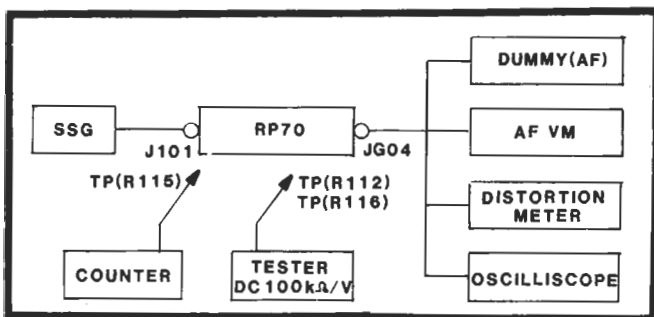 DUMMY(AF)
SSG
RP70
AF VM
J101
JG04
TP(R115)
TP(R112)
TP(R116)
DISTORTION
METER
COUNTER
TESTER
DC100kΩ/V
OSCILLISCOPE